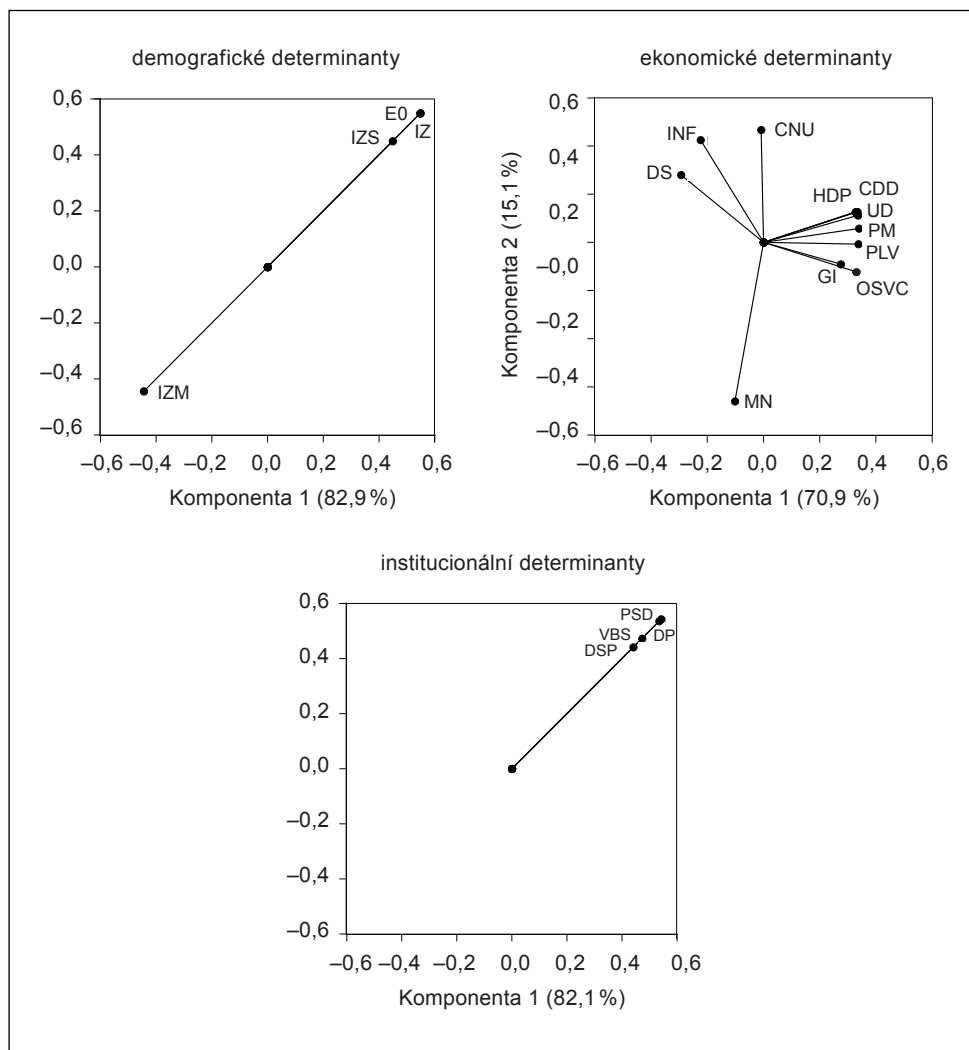 demografické determinanty
0,6
0,4
0,2
0,0
–0,2
–0,4
–0,6
E0
IZ
IZS
IZM
–0,6 –0,4 –0,2 0,0 0,2 0,4 0,6
Komponenta 1 (82,9 %)
ekonomické determinanty
Komponenta 2 (15,1 %)
0,6
0,4
0,2
–0,0
–0,2
–0,4
–0,6
INF
CNU
DS
HDP
CDD
UD
PM
PLV
GI
OSVC
MN
–0,6 –0,4 –0,2 0,0 0,2 0,4 0,6
Komponenta 1 (70,9 %)
institucionální determinanty
0,6
0,4
0,2
0,0
–0,2
–0,4
–0,6
PSD
VBS
DP
DSP
–0,6 –0,4 –0,2 0,0 0,2 0,4 0,6
Komponenta 1 (82,1 %)